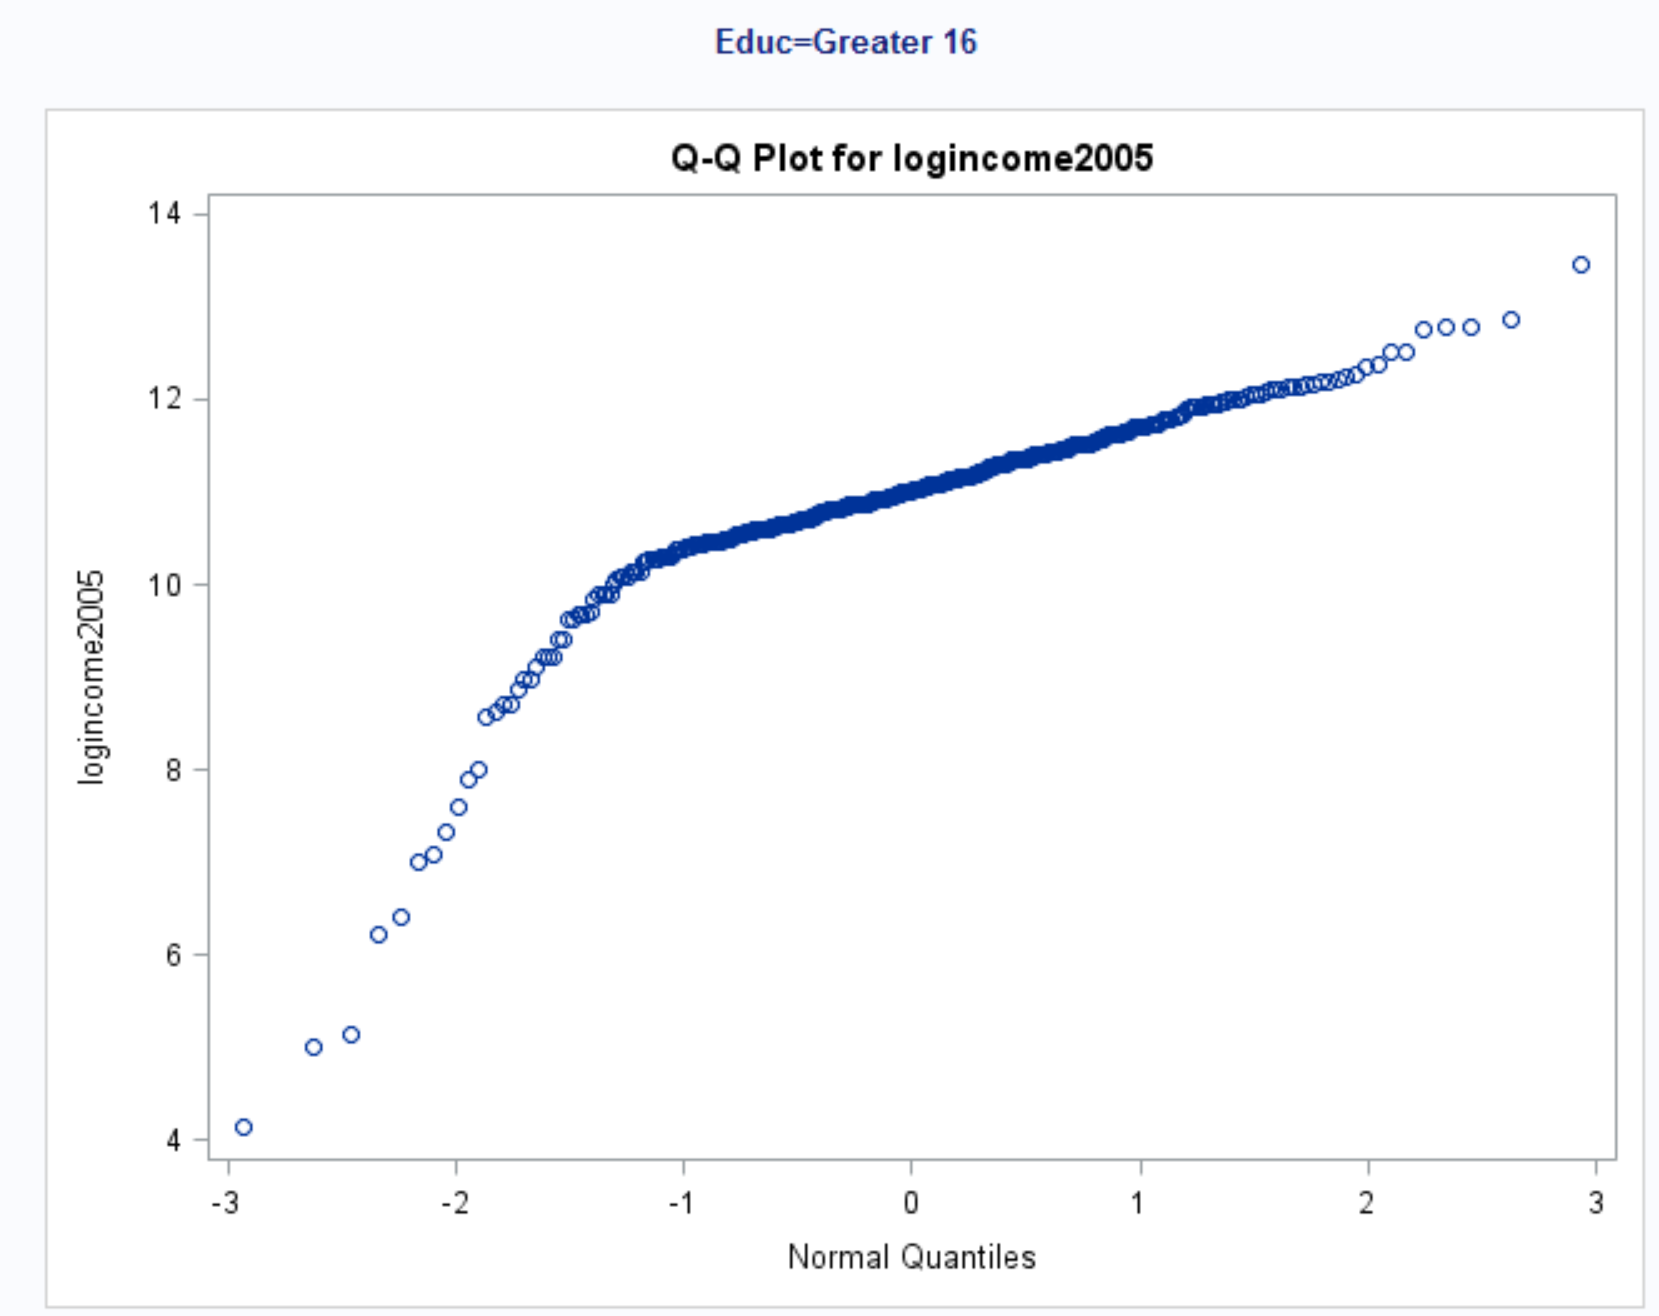 Educ=Greater 16
Q-Q Plot for logincome2005
14
12
10
8
6
4
logincome2005
-3 -2 -1 0 1 2 3
Normal Quantiles